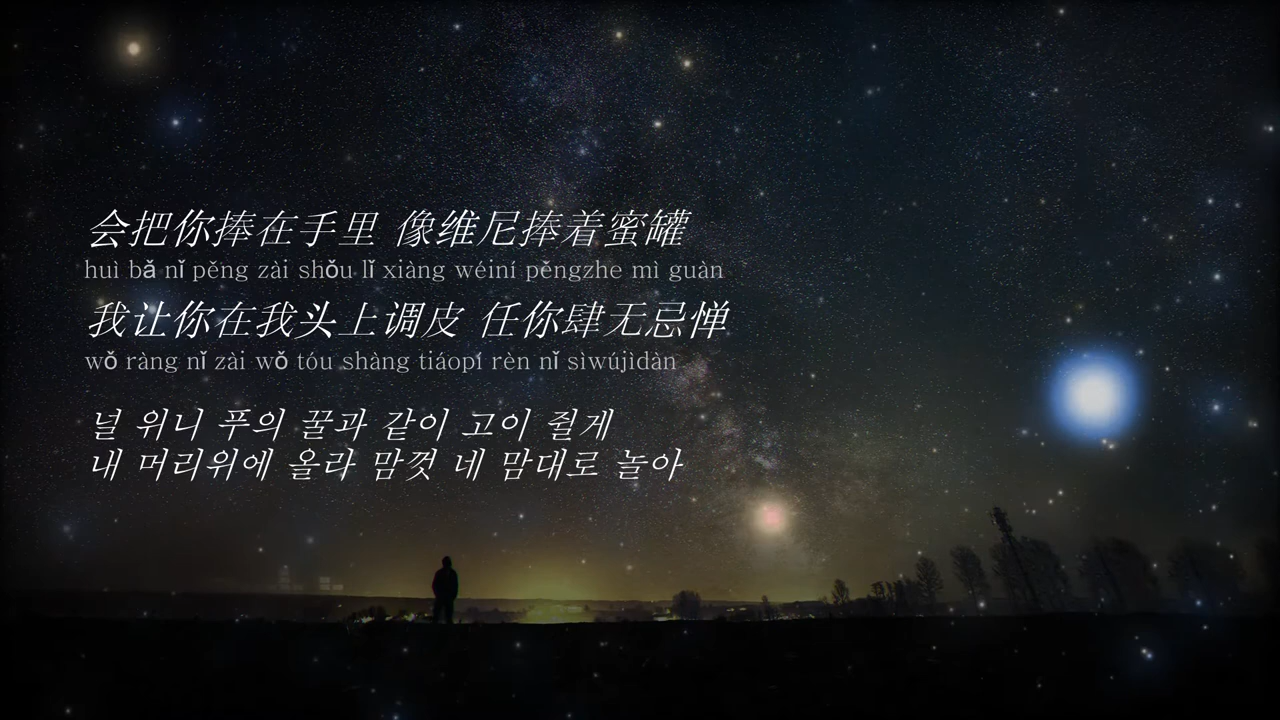 会把你捧在手里 像维尼捧着蜜罐
huì bǎ nǐ pěng zài shǒu lǐ xiàng wéiní pěngzhe mì guàn
我让你在我头上调皮 任你肆无忌惮
wǒ ràng nǐ zài wǒ tóu shàng tiáopí rèn nǐ sìwújìdàn
널 위니 푸의 꿀과 같이 고이 쥘게
내 머리위에 올라 맘껏 네 맘대로 놀아